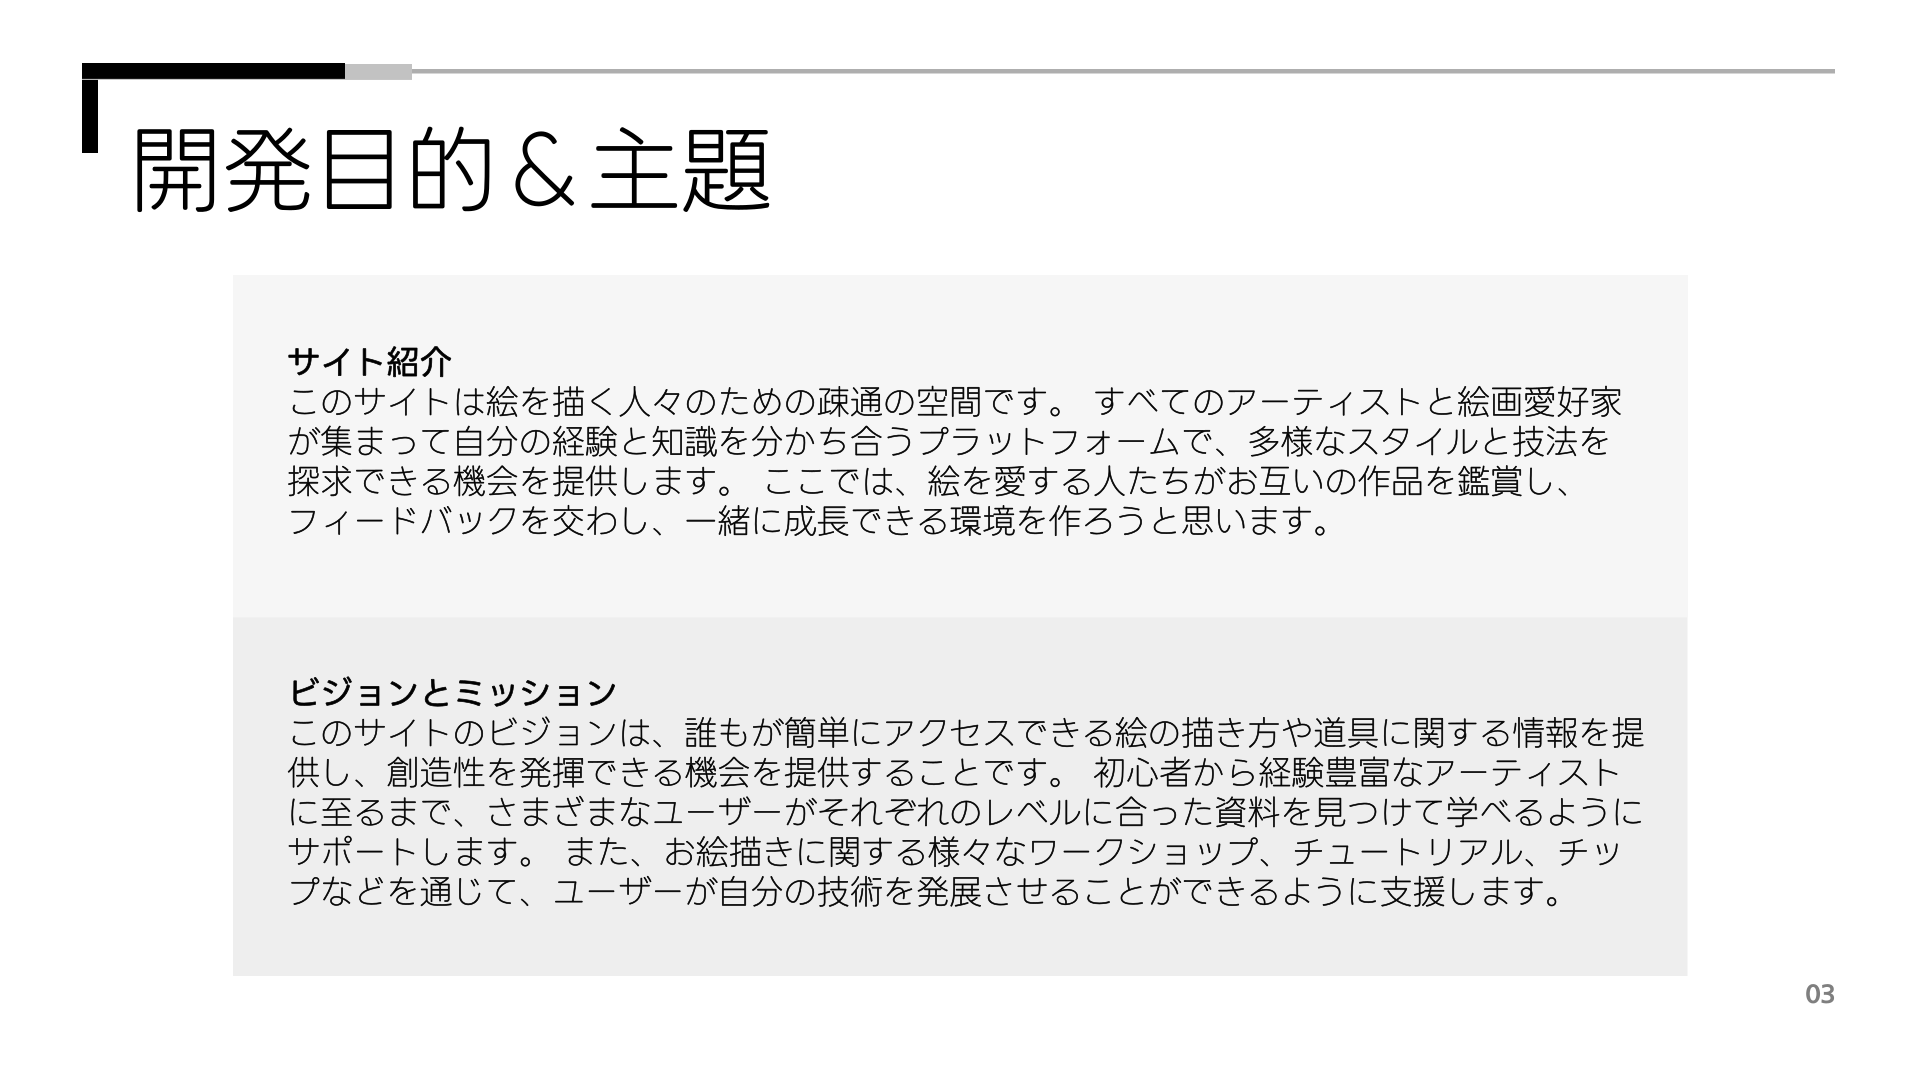 開発目的＆主題
サイト紹介
このサイトは絵を描く人々のための疎通の空間です。 すべてのアーティストと絵画愛好家
が集まって自分の経験と知識を分かち合うプラットフォームで、多様なスタイルと技法を
探求できる機会を提供します。 ここでは、絵を愛する人たちがお互いの作品を鑑賞し、
フィードバックを交わし、一緒に成長できる環境を作ろうと思います。
ビジョンとミッション
このサイトのビジョンは、誰もが簡単にアクセスできる絵の描き方や道具に関する情報を提
供し、創造性を発揮できる機会を提供することです。 初心者から経験豊富なアーティスト
に至るまで、さまざまなユーザーがそれぞれのレベルに合った資料を見つけて学べるように
サポートします。 また、お絵描きに関する様々なワークショップ、チュートリアル、チッ
プなどを通じて、ユーザーが自分の技術を発展させることができるように支援します。
03